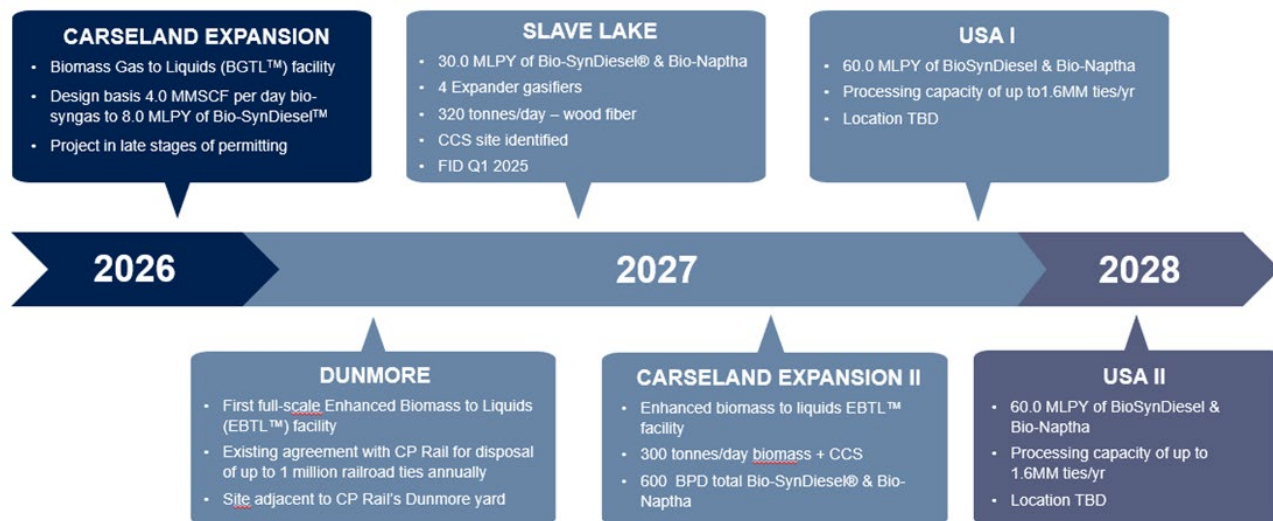 CARSELAND EXPANSION
• Biomass Gas to Liquids (BGTL™) facility
• Design basis 4.0 MMSCF per day bio-
syngas to 8.0 MLPY of Bio-SynDiesel™
• Project in late stages of permitting
SLAVE LAKE
• 30.0 MLPY of Bio-SynDiesel® & Bio-Naptha
• 4 Expander gasifiers
• 320 tonnes/day – wood fiber
• CCS site identified
• FID Q1 2025
USA I
• 60.0 MLPY of BioSynDiesel & Bio-Naptha
• Processing capacity of up to1.6MM ties/yr
• Location TBD
2026
2027
2028
DUNMORE
• First full-scale Enhanced Biomass to Liquids
(EBTL™) facility
• Existing agreement with CP Rail for disposal
of up to 1 million railroad ties annually
• Site adjacent to CP Rail's Dunmore yard
CARSELAND EXPANSION II
• Enhanced biomass to liquids EBTL™
facility
• 300 tonnes/day biomass + CCS
• 600 BPD total Bio-SynDiesel® & Bio-
Naptha
USA II
• 60.0 MLPY of BioSynDiesel &
Bio-Naptha
• Processing capacity of up to
1.6MM ties/yr
• Location TBD